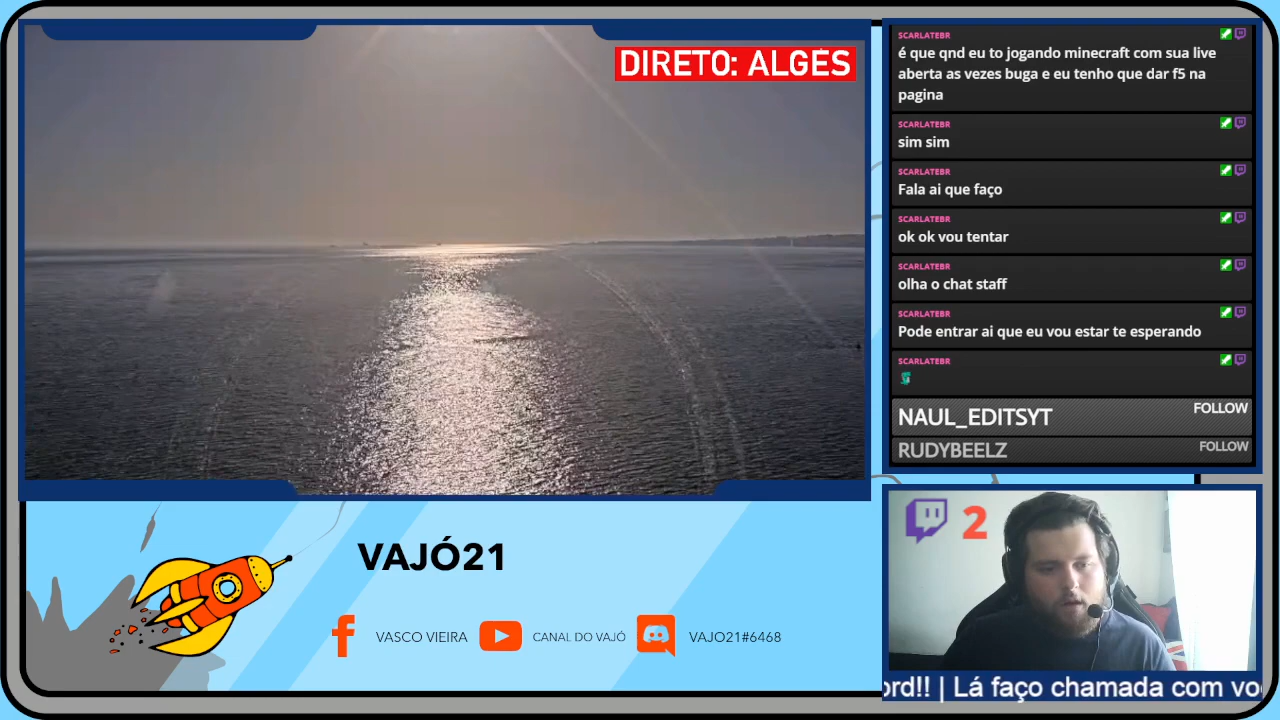 DIRETO: ALGÉS
SCARLATEBR
é que qnd eu to jogando minecraft com sua live
aberta as vezes buga e eu tenho que dar f5 na
pagina
SCARLATEBR
sim sim
SCARLATEBR
Fala ai que faço
SCARLATEBR
ok ok vou tentar
SCARLATEBR
olha o chat staff
SCARLATEBR
Pode entrar ai que eu vou estar te esperando
SCARLATEBR
NAUL_EDITSYT FOLLOW
RUDYBEELZ FOLLOW
2
VAJÓ21
VASCO VIEIRA CANAL DO VAJÓ VAJO21#6468
ord!! | Lá faço chamada com vo